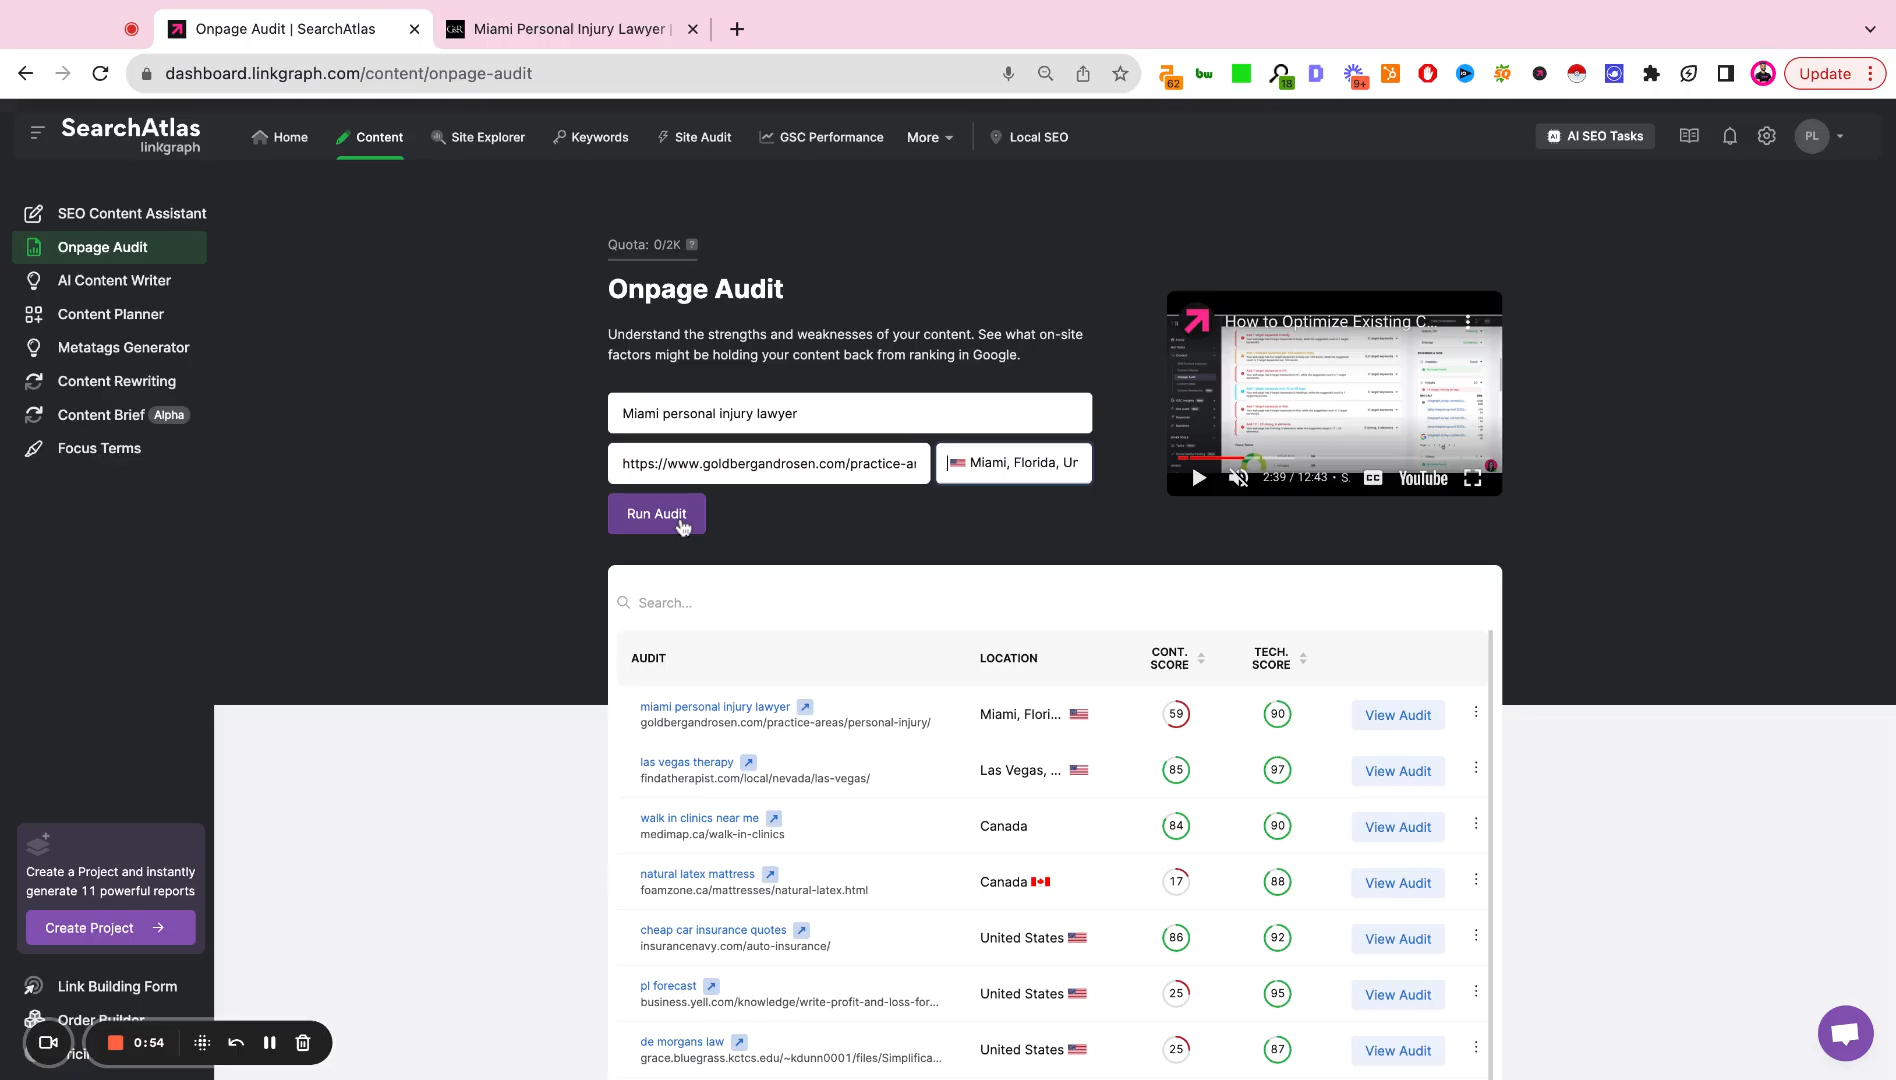 Onpage Audit | SearchAtlas
G&R
Miami Personal Injury Lawyer |
dashboard.linkgraph.com/content/onpage-audit
62
bw
18
9+
Update
SearchAtlas
linkgraph
Home
Content
Site Explorer
Keywords
Site Audit
GSC Performance
More
Local SEO
AI SEO Tasks
PL
SEO Content Assistant
Onpage Audit
AI Content Writer
Content Planner
Metatags Generator
Content Rewriting
Content Brief Alpha
Focus Terms
Quota: 0/2K ?
Onpage Audit
Understand the strengths and weaknesses of your content. See what on-site
factors might be holding your content back from ranking in Google.
Miami personal injury lawyer
https://www.goldbergandrosen.com/practice-ar
Miami, Florida, Un
Run Audit
How to Optimize Existing C...
2:39 / 12:43 • S.
CC
YouTube
Search...
AUDIT
LOCATION
CONT. SCORE
TECH. SCORE
miami personal injury lawyer
goldbergandrosen.com/practice-areas/personal-injury/
Miami, Flori...
59
90
View Audit
las vegas therapy
findatherapist.com/local/nevada/las-vegas/
Las Vegas, ...
85
97
View Audit
walk in clinics near me
medimap.ca/walk-in-clinics
Canada
84
90
View Audit
natural latex mattress
foamzone.ca/mattresses/natural-latex.html
Canada
17
88
View Audit
cheap car insurance quotes
insurancenavy.com/auto-insurance/
United States
86
92
View Audit
pl forecast
business.yell.com/knowledge/write-profit-and-loss-for...
United States
25
95
View Audit
de morgans law
grace.bluegrass.kctcs.edu/~kdunn0001/files/Simplifica...
United States
25
87
View Audit
Create a Project and instantly
generate 11 powerful reports
Create Project
Link Building Form
Order Builder
0:54